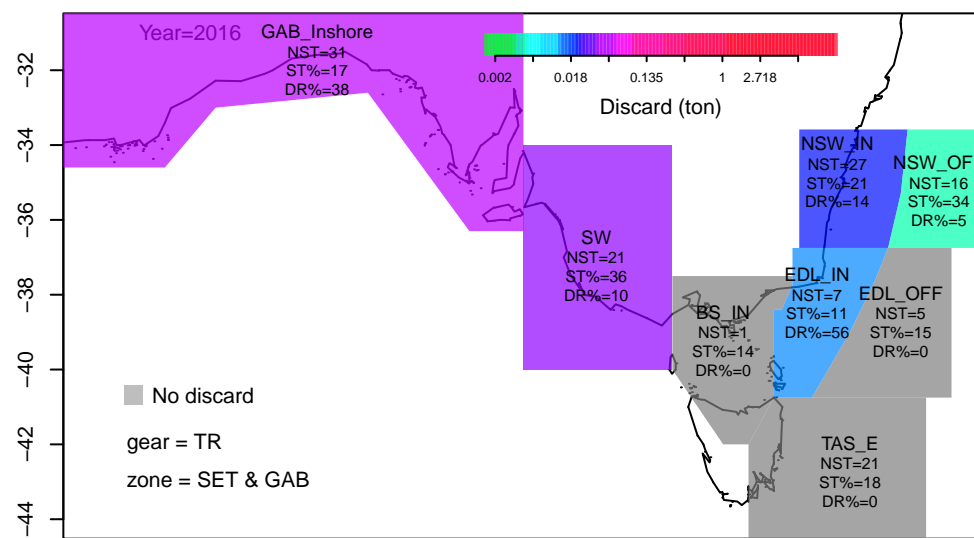 Year=2016
GAB_Inshore
NST=31
ST%=17
DR%=38
0.002
0.018
0.135
1
2.718
Discard (ton)
NSW_IN
NST=27
ST%=21
DR%=14
NSW_OF
NST=16
ST%=34
DR%=5
SW
NST=21
ST%=36
DR%=10
BS_IN
NST=1
ST%=14
DR%=0
EDL_IN
NST=7
ST%=11
DR%=56
EDL_OFF
NST=5
ST%=15
DR%=0
TAS_E
NST=21
ST%=18
DR%=0
No discard
gear = TR
zone = SET & GAB
−32
−34
−36
−38
−40
−42
−44